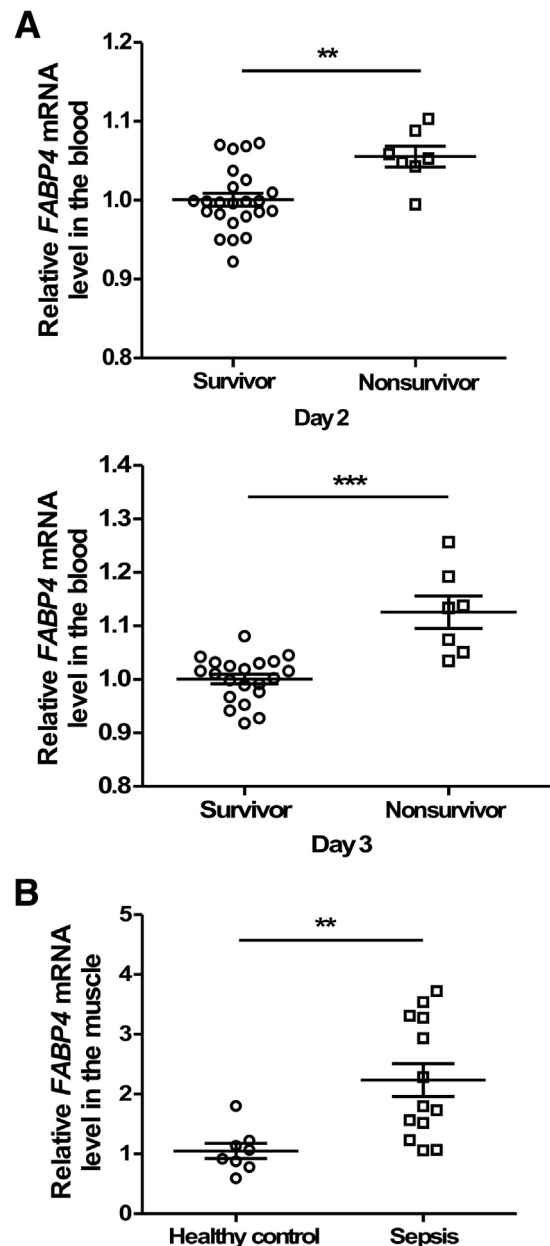 A
Relative FABP4 mRNA
level in the blood
1.2
1.1
1.0
0.9
0.8
**
Survivor
Nonsurvivor
Day 2
Relative FABP4 mRNA
level in the blood
1.4
1.3
1.2
1.1
1.0
0.9
0.8
***
Survivor
Nonsurvivor
Day 3
B
Relative FABP4 mRNA
level in the muscle
5
4
3
2
1
0
**
Healthy control
Sepsis